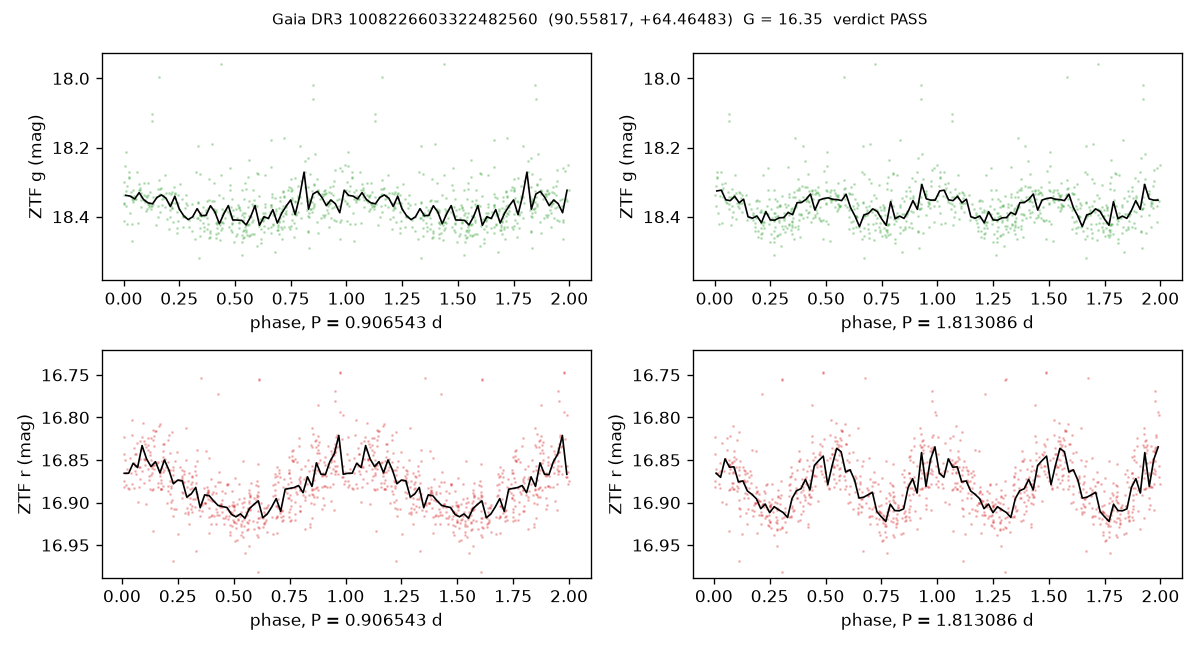 Gaia DR3 1008226603322482560 (90.55817, +64.46483) G = 16.35 verdict PASS
ZTF g (mag)
18.0
18.2
18.4
0.00 0.25 0.50 0.75 1.00 1.25 1.50 1.75 2.00
phase, P = 0.906543 d
ZTF g (mag)
18.0
18.2
18.4
0.00 0.25 0.50 0.75 1.00 1.25 1.50 1.75 2.00
phase, P = 1.813086 d
ZTF r (mag)
16.75
16.80
16.85
16.90
16.95
0.00 0.25 0.50 0.75 1.00 1.25 1.50 1.75 2.00
phase, P = 0.906543 d
ZTF r (mag)
16.75
16.80
16.85
16.90
16.95
0.00 0.25 0.50 0.75 1.00 1.25 1.50 1.75 2.00
phase, P = 1.813086 d